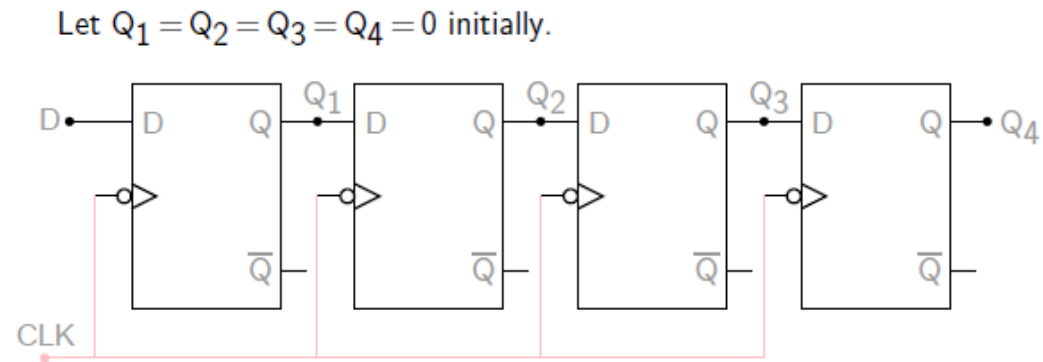 Let Q₁ = Q₂ = Q₃ = Q₄ = 0 initially.
Q₁ Q₂ Q₃
D D Q D Q D Q D Q Q₄
Q̅ Q̅ Q̅ Q̅
CLK